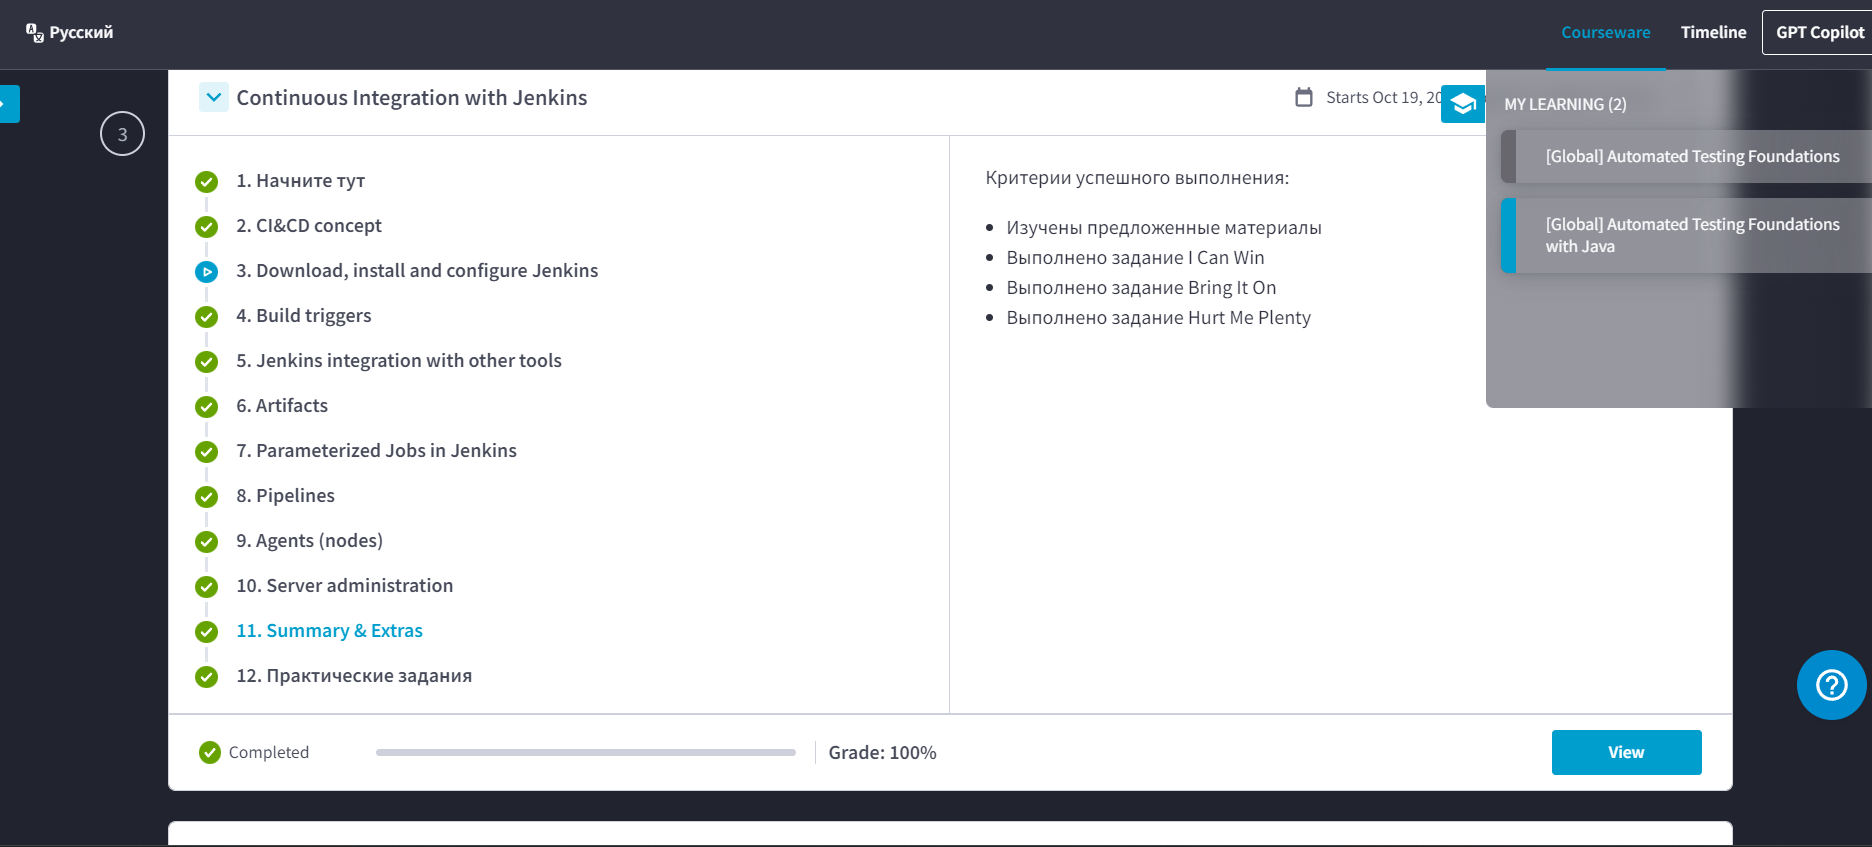 Русский
Courseware
Timeline
GPT Copilot
3
Continuous Integration with Jenkins
Starts Oct 19, 20
1. Начните тут
2. CI&CD concept
3. Download, install and configure Jenkins
4. Build triggers
5. Jenkins integration with other tools
6. Artifacts
7. Parameterized Jobs in Jenkins
8. Pipelines
9. Agents (nodes)
10. Server administration
11. Summary & Extras
12. Практические задания
Критерии успешного выполнения:
Изучены предложенные материалы
Выполнено задание I Can Win
Выполнено задание Bring It On
Выполнено задание Hurt Me Plenty
MY LEARNING (2)
[Global] Automated Testing Foundations
[Global] Automated Testing Foundations
with Java
Completed
Grade: 100%
View